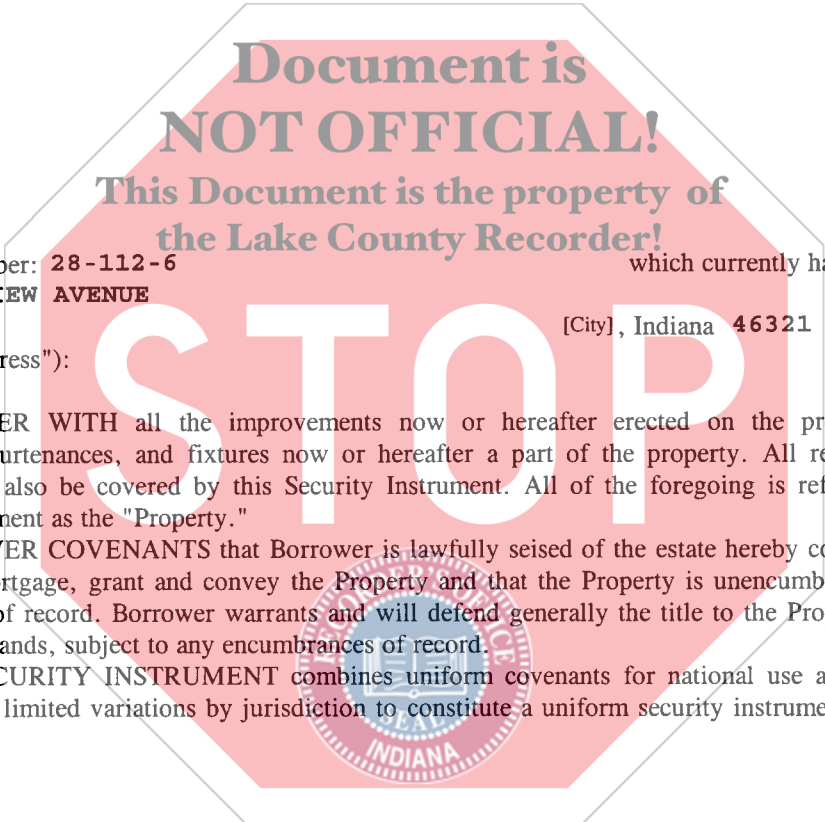 Document is
NOT OFFICIAL!
This Document is the property of
the Lake County Recorder!
ber: 28-112-6 which currently ha
EW AVENUE
[City], Indiana 46321
ress"):
STOP
ER WITH all the improvements now or hereafter erected on the pr
urtenances, and fixtures now or hereafter a part of the property. All re
also be covered by this Security Instrument. All of the foregoing is ref
ment as the "Property."
ER COVENANTS that Borrower is lawfully seised of the estate hereby co
rtgage, grant and convey the Property and that the Property is unencumb
of record. Borrower warrants and will defend generally the title to the Pro
ands, subject to any encumbrances of record.
CURITY INSTRUMENT combines uniform covenants for national use a
limited variations by jurisdiction to constitute a uniform security instrume
RECORDER'S OFFICE
SEAL
INDIANA